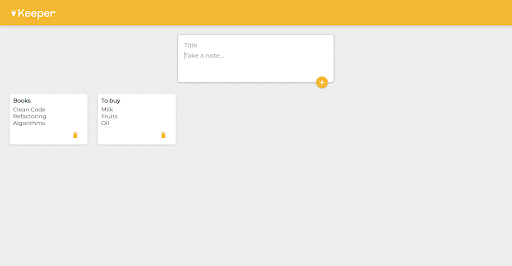 Keeper
Title
Take a note...
Books
Clean Code
Refactoring
Algorithms
To buy
Milk
Fruits
Oil